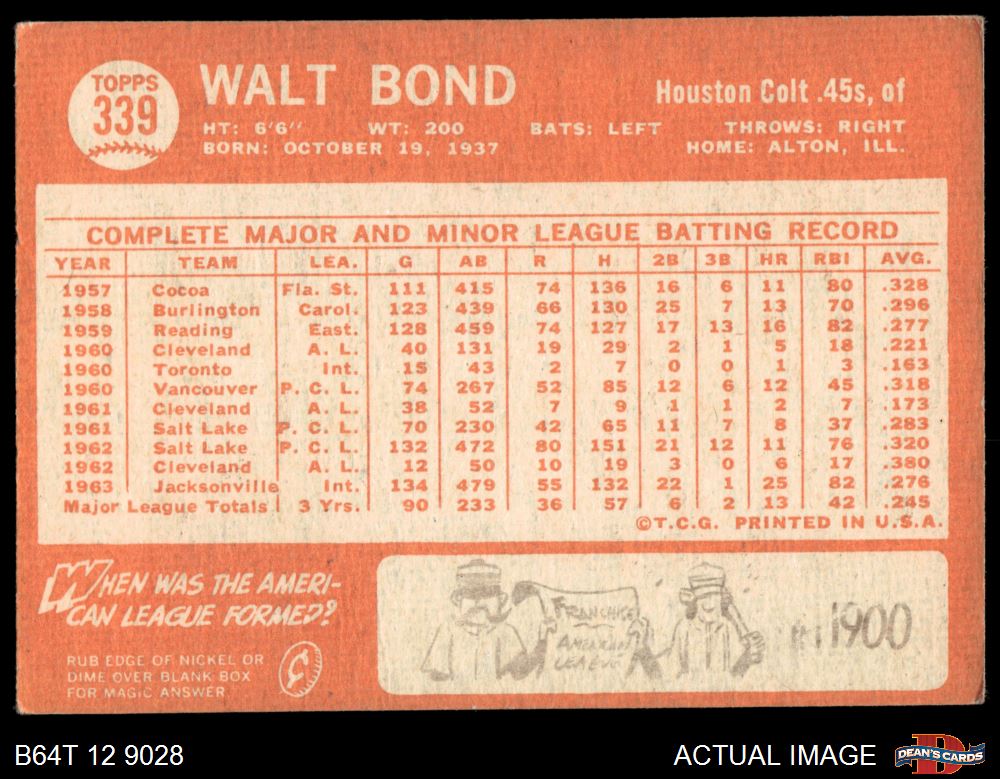 TOPPS
339
WALT BOND
Houston Colt .45s, of
HT: 6'6" WT: 200 BATS: LEFT THROWS: RIGHT
BORN: OCTOBER 19, 1937 HOME: ALTON, ILL.
COMPLETE MAJOR AND MINOR LEAGUE BATTING RECORD
YEAR TEAM LEA. G AB R H 2B 3B HR RBI AVG.
1957 Cocoa Fla. St. 111 415 74 136 16 6 11 80 .328
1958 Burlington Carol. 123 439 66 130 25 7 13 70 .296
1959 Reading East. 128 459 74 127 17 13 16 82 .277
1960 Cleveland A. L. 40 131 19 29 2 1 5 18 .221
1960 Toronto Int. 15 43 2 7 0 0 1 3 .163
1960 Vancouver P. C. L. 74 267 52 85 12 6 12 45 .318
1961 Cleveland A. L. 38 52 7 9 1 1 2 7 .173
1961 Salt Lake P. C. L. 70 230 42 65 11 7 8 37 .283
1962 Salt Lake P. C. L. 132 472 80 151 21 12 11 76 .320
1962 Cleveland A. L. 12 50 10 19 3 0 6 17 .380
1963 Jacksonville Int. 134 479 55 132 22 1 25 82 .276
Major League Totals 3 Yrs. 90 233 36 57 6 2 13 42 .245
©T.C.G. PRINTED IN U.S.A.
WHEN WAS THE AMERI-
CAN LEAGUE FORMED?
RUB EDGE OF NICKEL OR
DIME OVER BLANK BOX
FOR MAGIC ANSWER
FRANCHISE
AMERICAN
LEAGUE
IN 1900
B64T 12 9028
ACTUAL IMAGE
D
DEAN'S CARDS